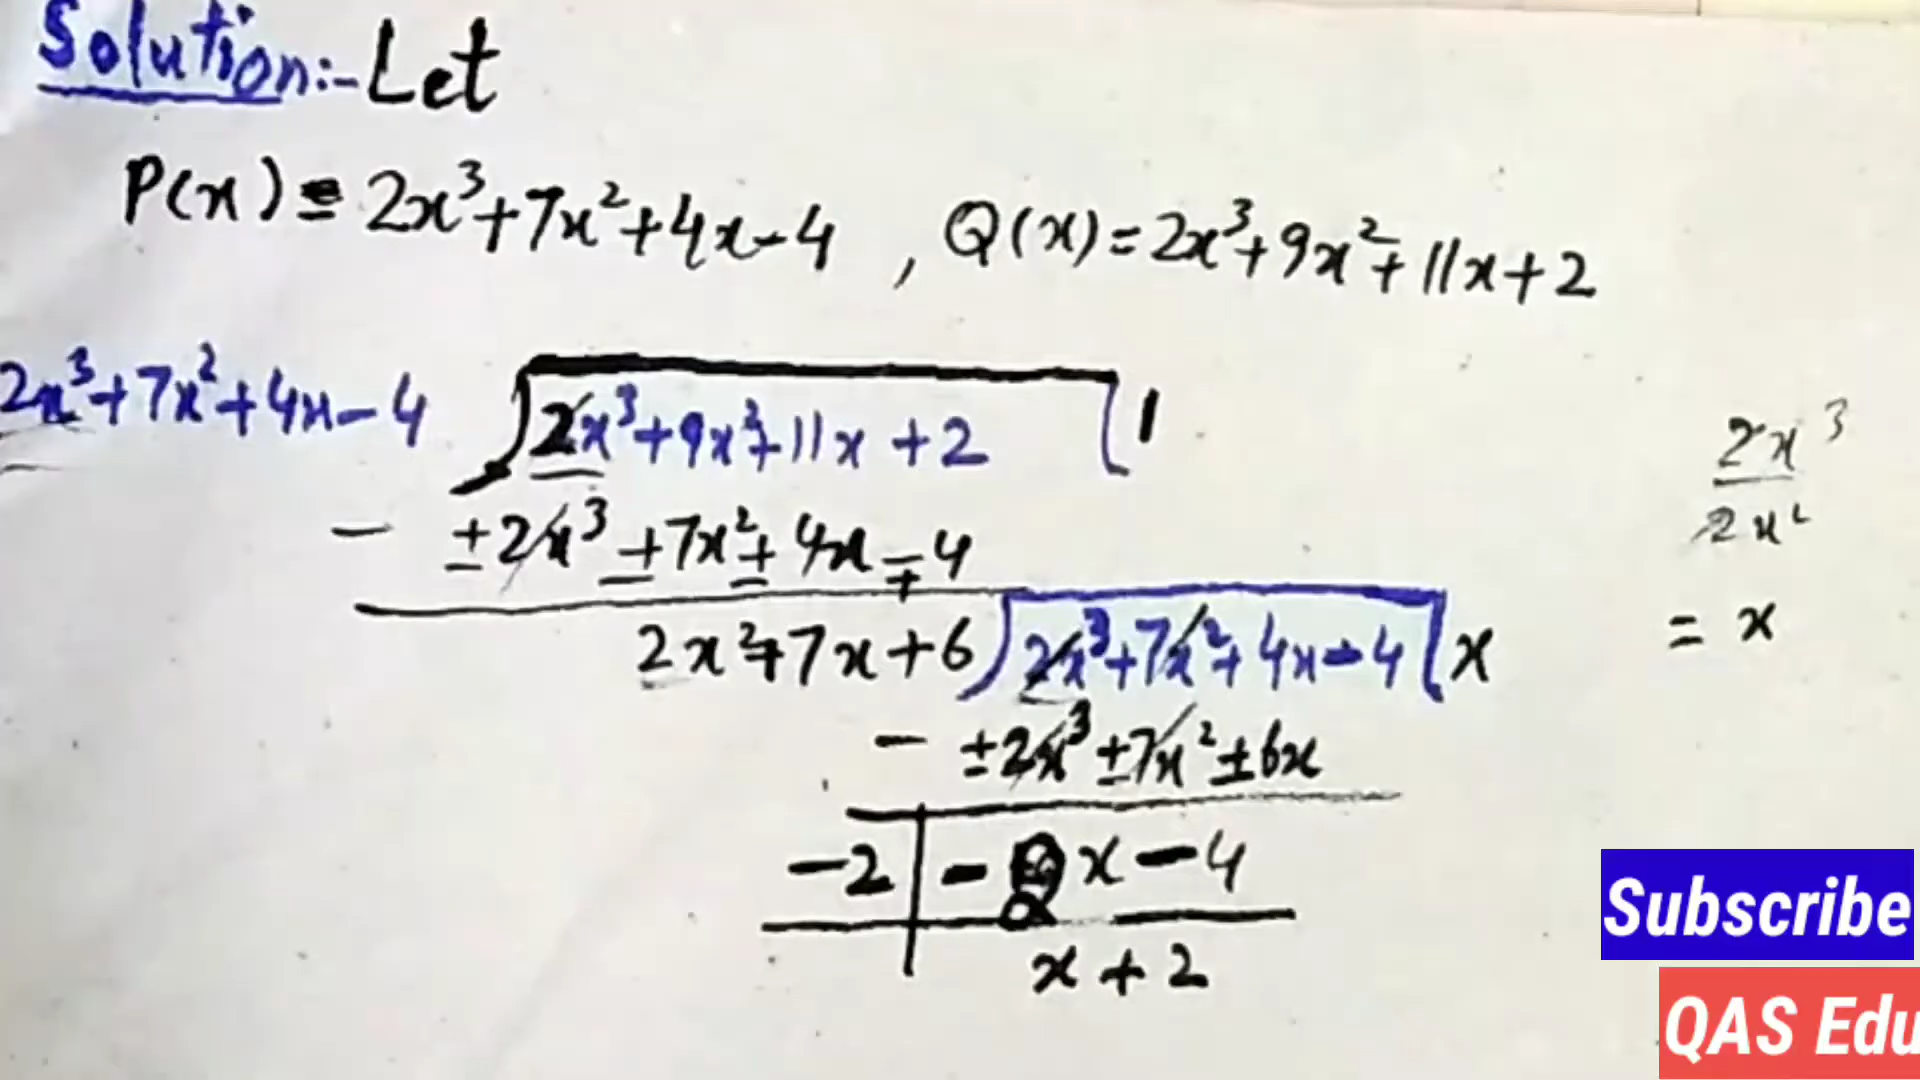 Solution:- Let
P(x) = 2x³+7x²+4x-4 , Q(x) = 2x³+9x²+11x+2
2x³+7x²+4x-4 ) 2x³+9x²+11x+2 [ 1
- ±2x³ ±7x² ±4x ∓4
2x²+7x+6 ) 2x³+7x²+4x-4 [ x
- ±2x³ ±7x² ±6x
-2 | -2x-4
x+2
2x³
2x²
= x
Subscribe
QAS Edu